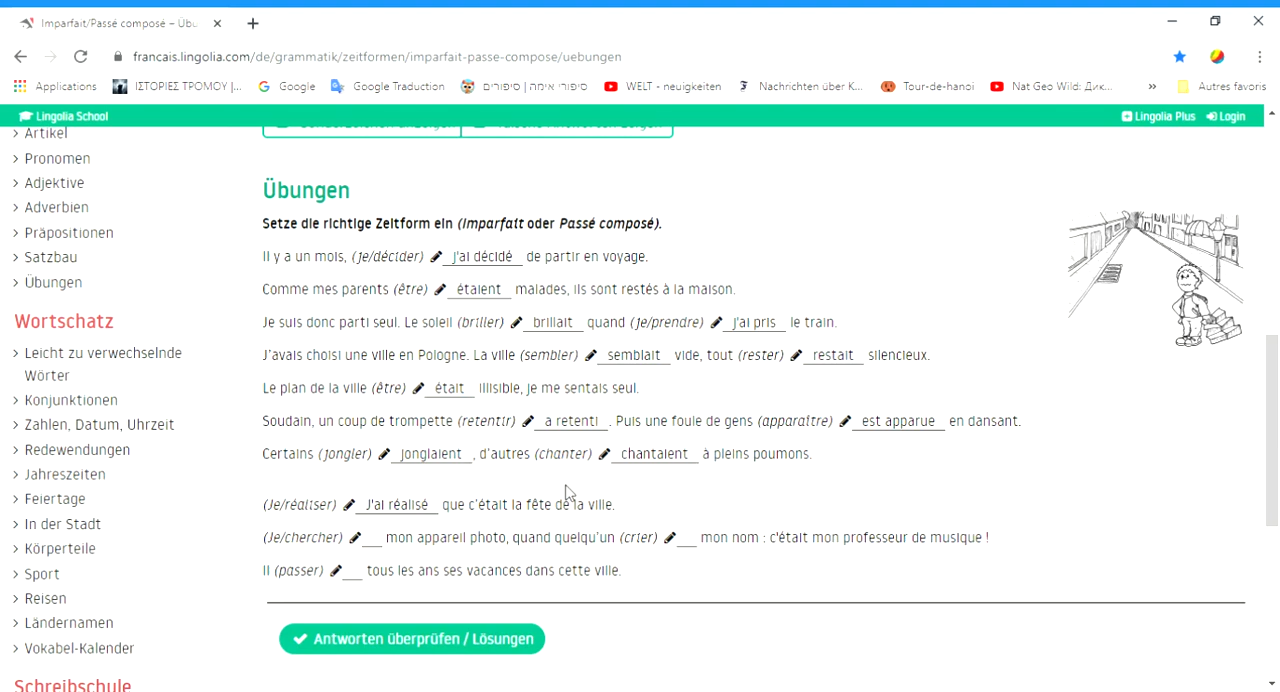 Imparfait/Passé composé – Übu
francais.lingolia.com/de/grammatik/zeitformen/imparfait-passe-compose/uebungen
Applications ΙΣΤΟΡΙΕΣ ΤΡΟΜΟΥ |... Google Google Traduction סיפורי אימה | סיפורים WELT - neuigkeiten Nachrichten über K... Tour-de-hanoi Nat Geo Wild: Дик... » Autres favoris
Lingolia School Lingolia Plus Login
Artikel
Pronomen
Adjektive
Adverbien
Präpositionen
Satzbau
Übungen
Wortschatz
Leicht zu verwechselnde
Wörter
Konjunktionen
Zahlen, Datum, Uhrzeit
Redewendungen
Jahreszeiten
Feiertage
In der Stadt
Körperteile
Sport
Reisen
Ländernamen
Vokabel-Kalender
Schreibschule
Übungen
Setze die richtige Zeitform ein (Imparfait oder Passé composé).
Il y a un mois, (je/décider) j'ai décidé de partir en voyage.
Comme mes parents (être) étaient malades, ils sont restés à la maison.
Je suis donc parti seul. Le soleil (briller) brillait quand (je/prendre) j'ai pris le train.
J'avais choisi une ville en Pologne. La ville (sembler) semblait vide, tout (rester) restait silencieux.
Le plan de la ville (être) était illisible, je me sentais seul.
Soudain, un coup de trompette (retentir) a retenti . Puis une foule de gens (apparaître) est apparue en dansant.
Certains (jongler) jonglaient , d'autres (chanter) chantaient à pleins poumons.
(Je/réaliser) J'ai réalisé que c'était la fête de la ville.
(Je/chercher) mon appareil photo, quand quelqu'un (crier) mon nom : c'était mon professeur de musique !
Il (passer) tous les ans ses vacances dans cette ville.
Antworten überprüfen / Lösungen